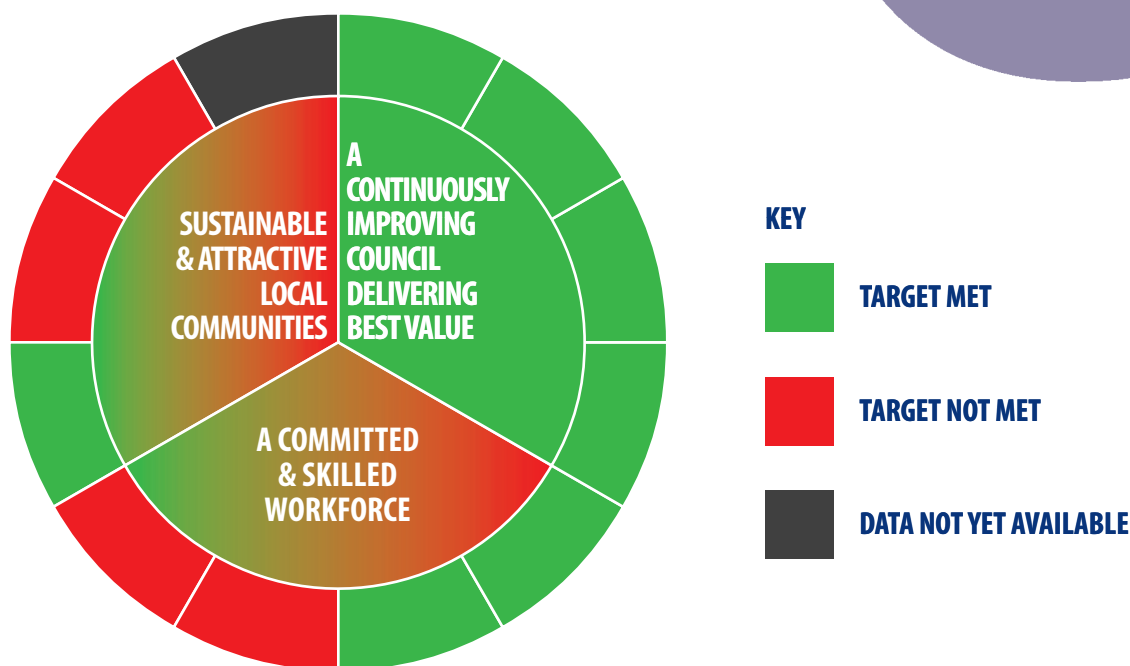 SUSTAINABLE
& ATTRACTIVE
LOCAL
COMMUNITIES
A
CONTINUOUSLY
IMPROVING
COUNCIL
DELIVERING
BEST VALUE
A COMMITTED
& SKILLED
WORKFORCE
KEY
TARGET MET
TARGET NOT MET
DATA NOT YET AVAILABLE